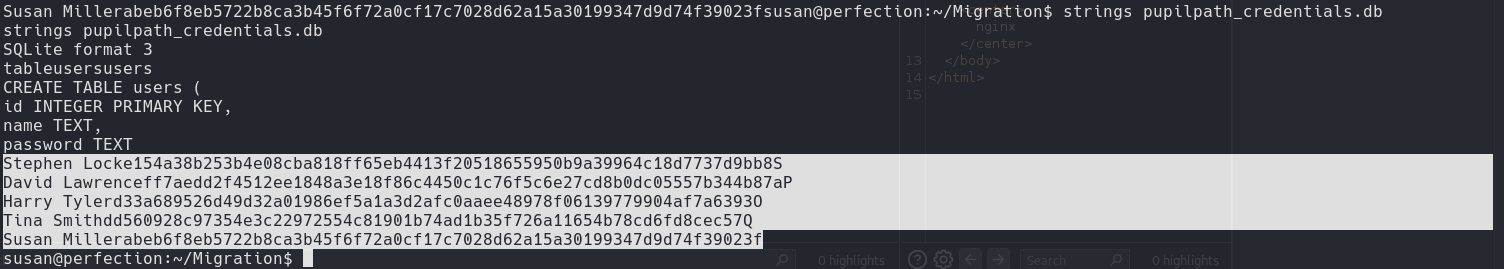 Susan Millerabeb6f8eb5722b8ca3b45f6f72a0cf17c7028d62a15a30199347d9d74f39023fsusan@perfection:~/Migration$ strings pupilpath_credentials.db
strings pupilpath_credentials.db
SQLite format 3
tableusersusers
CREATE TABLE users (
id INTEGER PRIMARY KEY,
name TEXT,
password TEXT
Stephen Locke154a38b253b4e08cba818ff65eb4413f20518655950b9a39964c18d7737d9bb8S
David Lawrenceff7aedd2f4512ee1848a3e18f86c4450c1c76f5c6e27cd8b0dc05557b344b87aP
Harry Tylerd33a689526d49d32a01986ef5a1a3d2afc0aaee48978f06139779904af7a6393O
Tina Smithdd560928c97354e3c22972554c81901b74ad1b35f726a11654b78cd6fd8cec57Q
Susan Millerabeb6f8eb5722b8ca3b45f6f72a0cf17c7028d62a15a30199347d9d74f39023f
susan@perfection:~/Migration$
nginx
</center>
13 </body>
14 </html>
15
0 highlights
Search
0 highlights